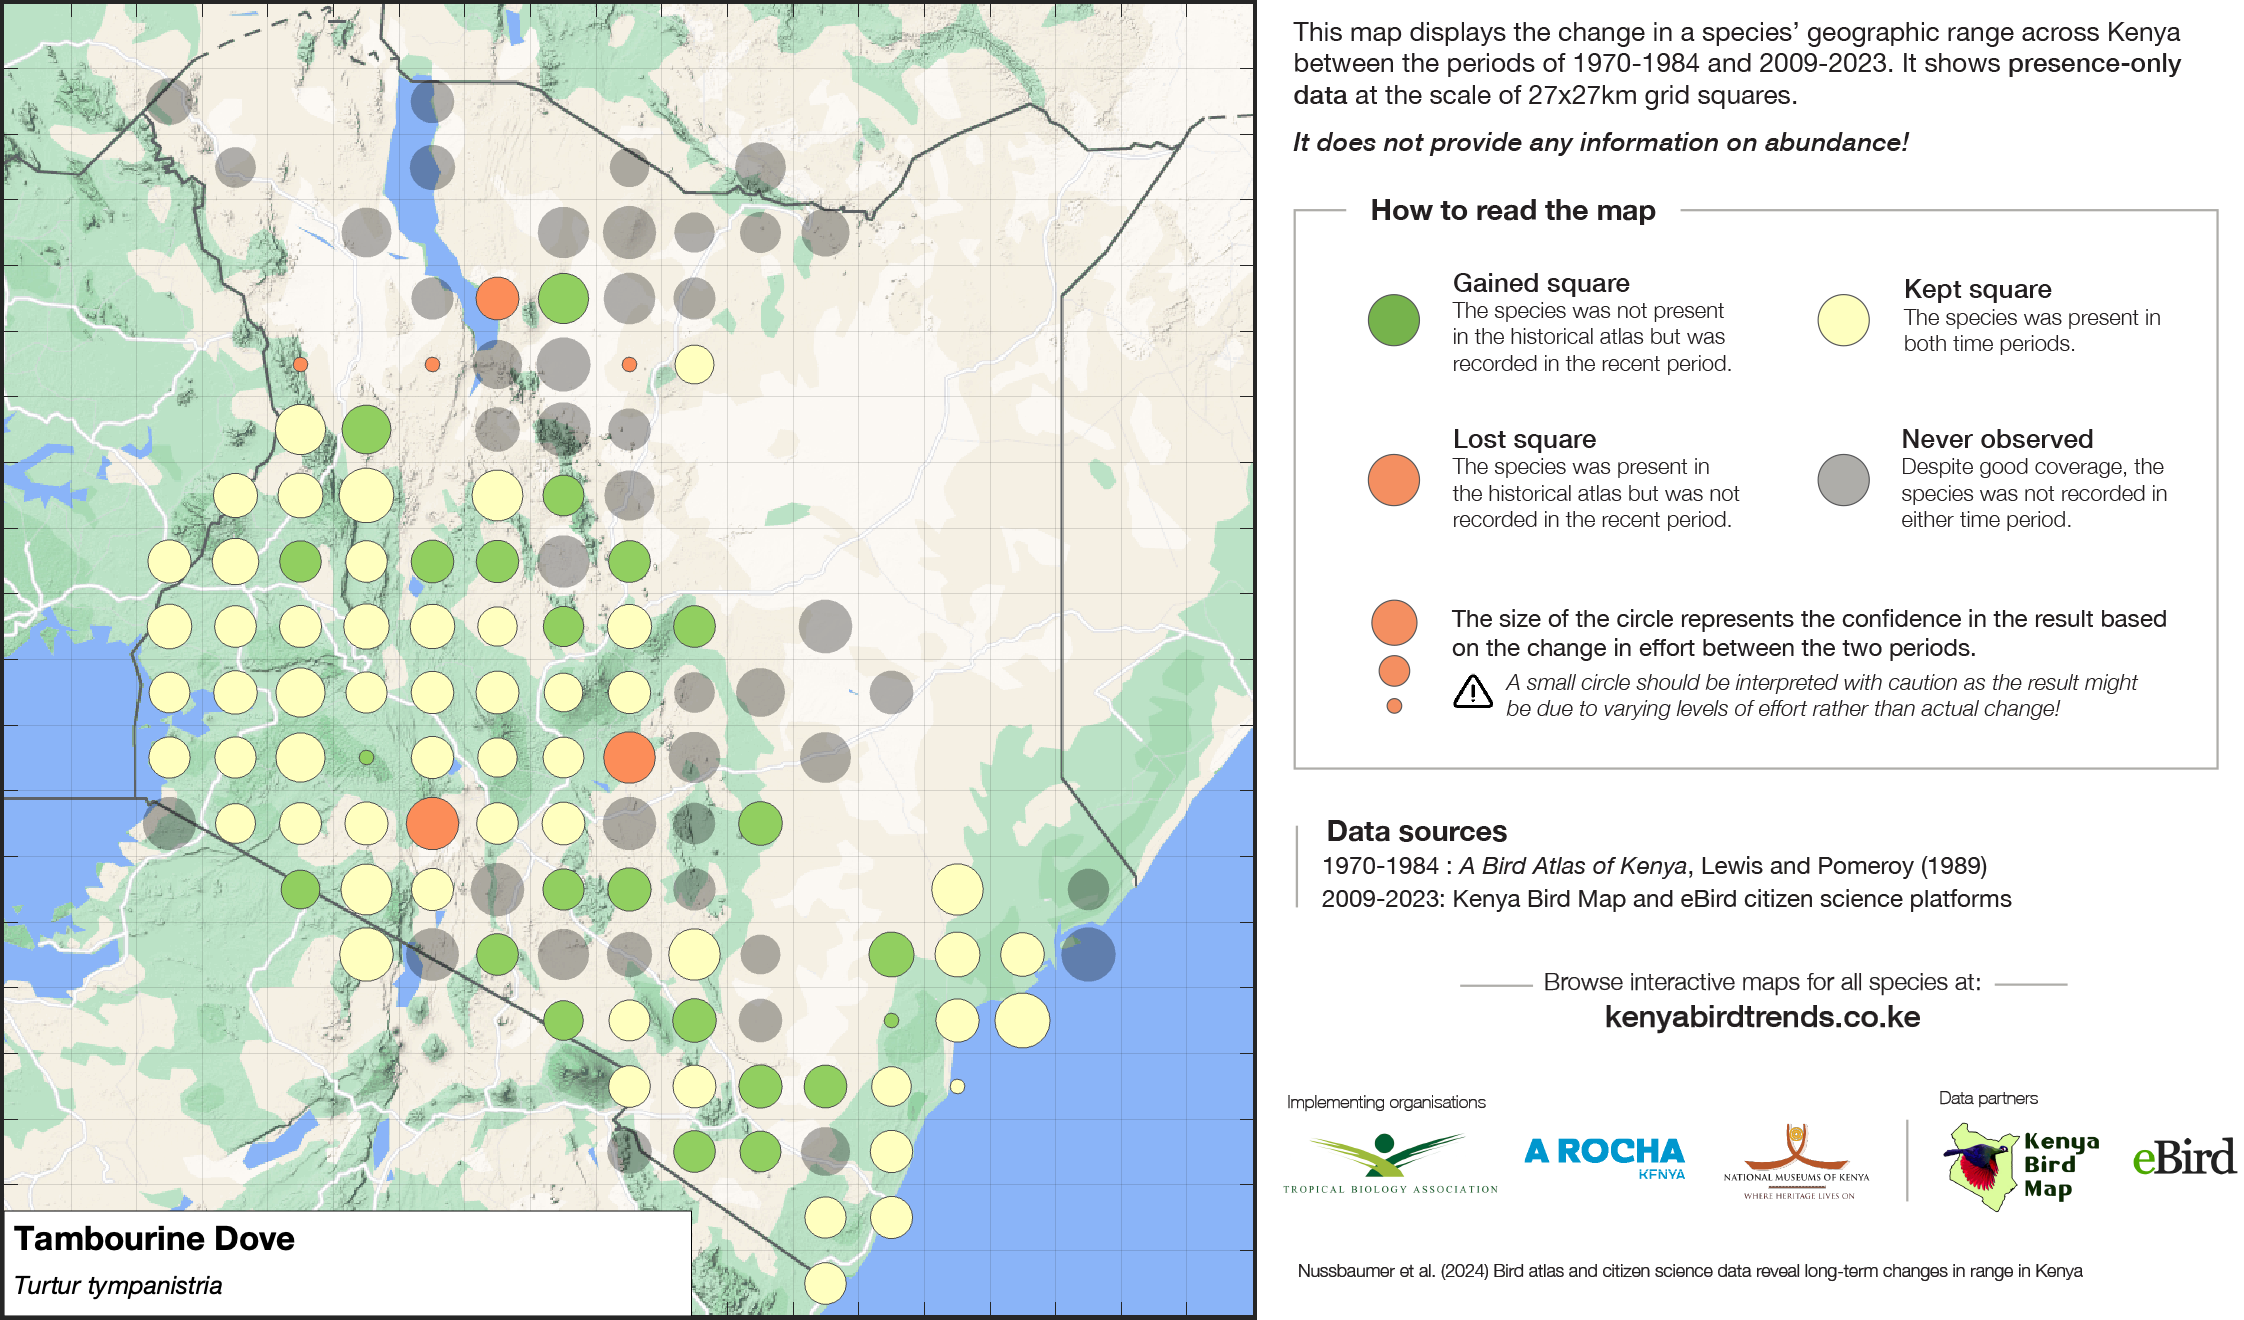 This map displays the change in a species' geographic range across Kenya
between the periods of 1970-1984 and 2009-2023. It shows presence-only
data at the scale of 27x27km grid squares.
It does not provide any information on abundance!
How to read the map
Gained square
The species was not present
in the historical atlas but was
recorded in the recent period.
Kept square
The species was present in
both time periods.
Lost square
The species was present in
the historical atlas but was not
recorded in the recent period.
Never observed
Despite good coverage, the
species was not recorded in
either time period.
The size of the circle represents the confidence in the result based
on the change in effort between the two periods.
A small circle should be interpreted with caution as the result might
be due to varying levels of effort rather than actual change!
Data sources
1970-1984 : A Bird Atlas of Kenya, Lewis and Pomeroy (1989)
2009-2023: Kenya Bird Map and eBird citizen science platforms
Browse interactive maps for all species at:
kenyabirdtrends.co.ke
Implementing organisations
Data partners
TROPICAL BIOLOGY ASSOCIATION
A ROCHA
KENYA
NATIONAL MUSEUMS OF KENYA
WHERE HERITAGE LIVES ON
Kenya
Bird
Map
eBird
Tambourine Dove
Turtur tympanistria
Nussbaumer et al. (2024) Bird atlas and citizen science data reveal long-term changes in range in Kenya